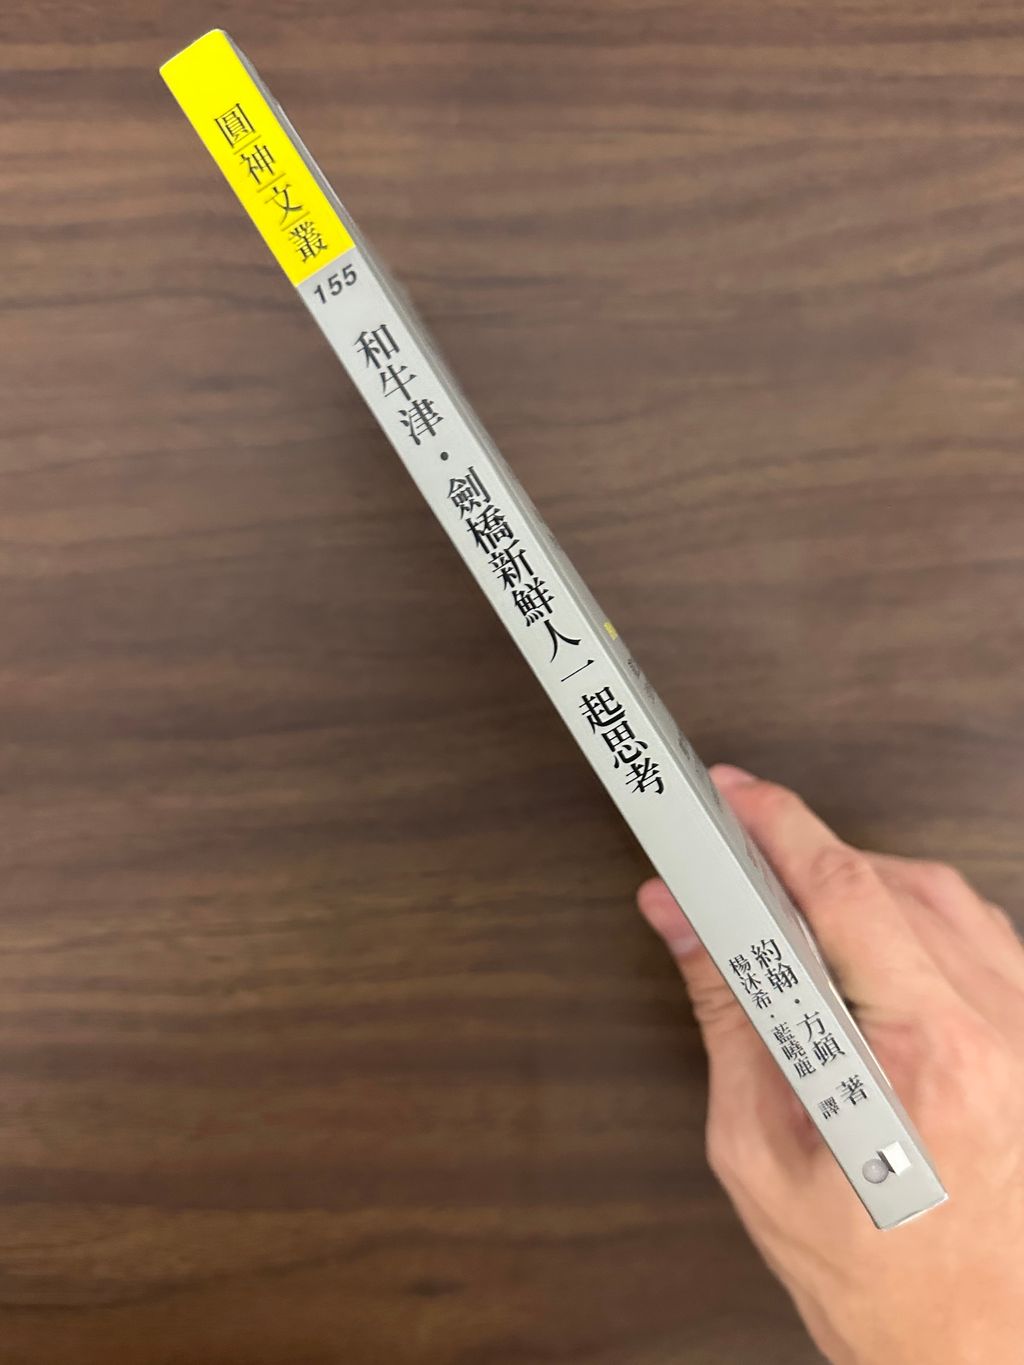 圓神文叢
155
和牛津・劍橋新鮮人一起思考
約翰・方頓 著
楊沐希・藍曉鹿 譯